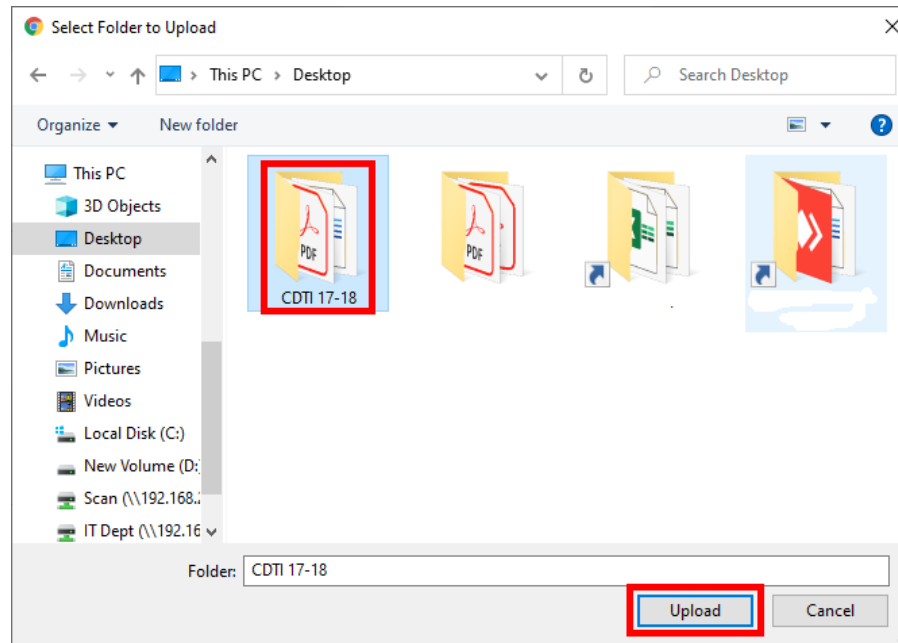 Select Folder to Upload
This PC > Desktop
Search Desktop
Organize
New folder
This PC
3D Objects
Desktop
Documents
Downloads
Music
Pictures
Videos
Local Disk (C:)
New Volume (D:
Scan (\\192.168.
IT Dept (\\192.16
PDF
CDTI 17-18
PDF
Folder:
CDTI 17-18
Upload
Cancel